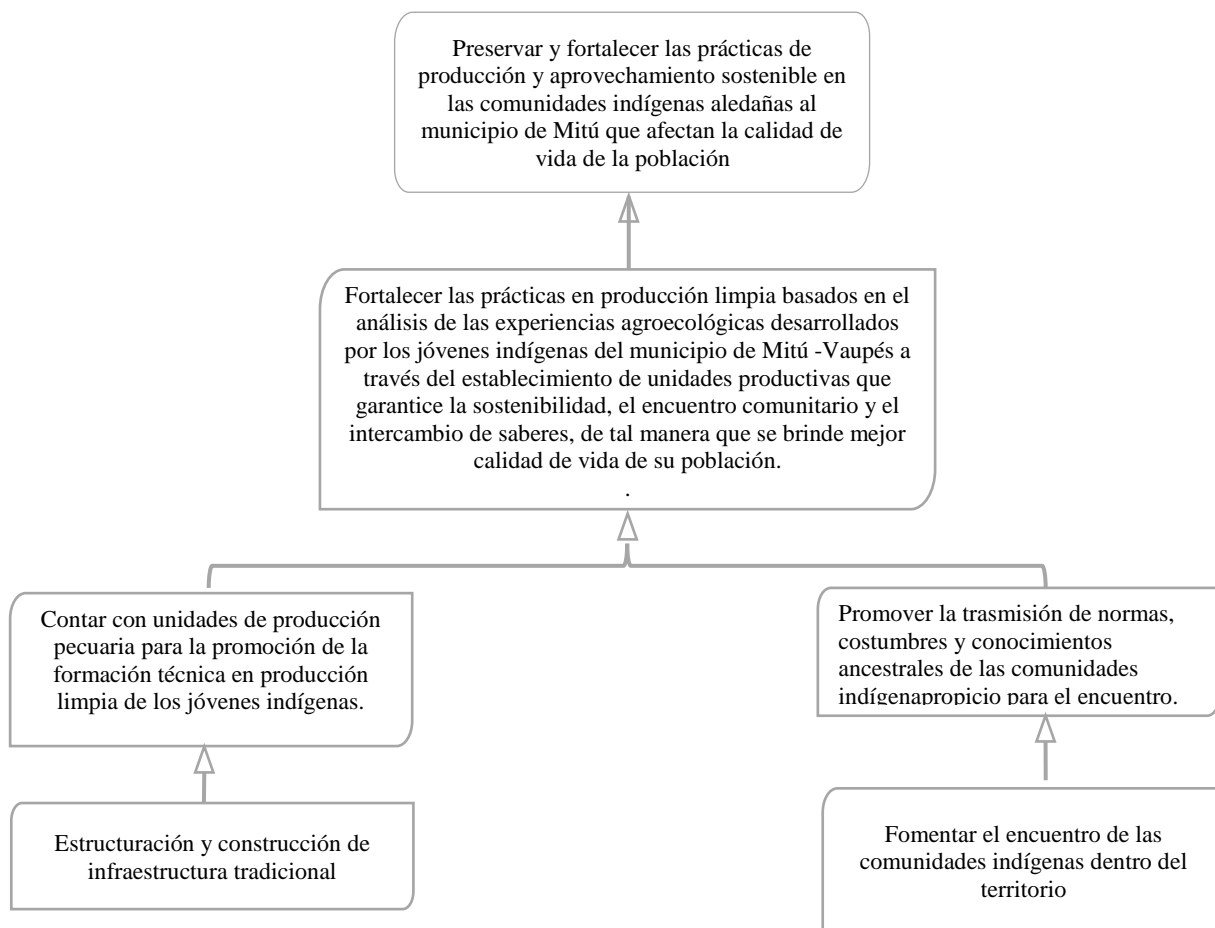 Preservar y fortalecer las prácticas de
producción y aprovechamiento sostenible en
las comunidades indígenas aledañas al
municipio de Mitú que afectan la calidad de
vida de la población
Fortalecer las prácticas en producción limpia basados en el
análisis de las experiencias agroecológicas desarrollados
por los jóvenes indígenas del municipio de Mitú -Vaupés a
través del establecimiento de unidades productivas que
garantice la sostenibilidad, el encuentro comunitario y el
intercambio de saberes, de tal manera que se brinde mejor
calidad de vida de su población.
.
Contar con unidades de producción
pecuaria para la promoción de la
formación técnica en producción
limpia de los jóvenes indígenas.
Promover la trasmisión de normas,
costumbres y conocimientos
ancestrales de las comunidades
indígenapropicio para el encuentro.
Estructuración y construcción de
infraestructura tradicional
Fomentar el encuentro de las
comunidades indígenas dentro del
territorio